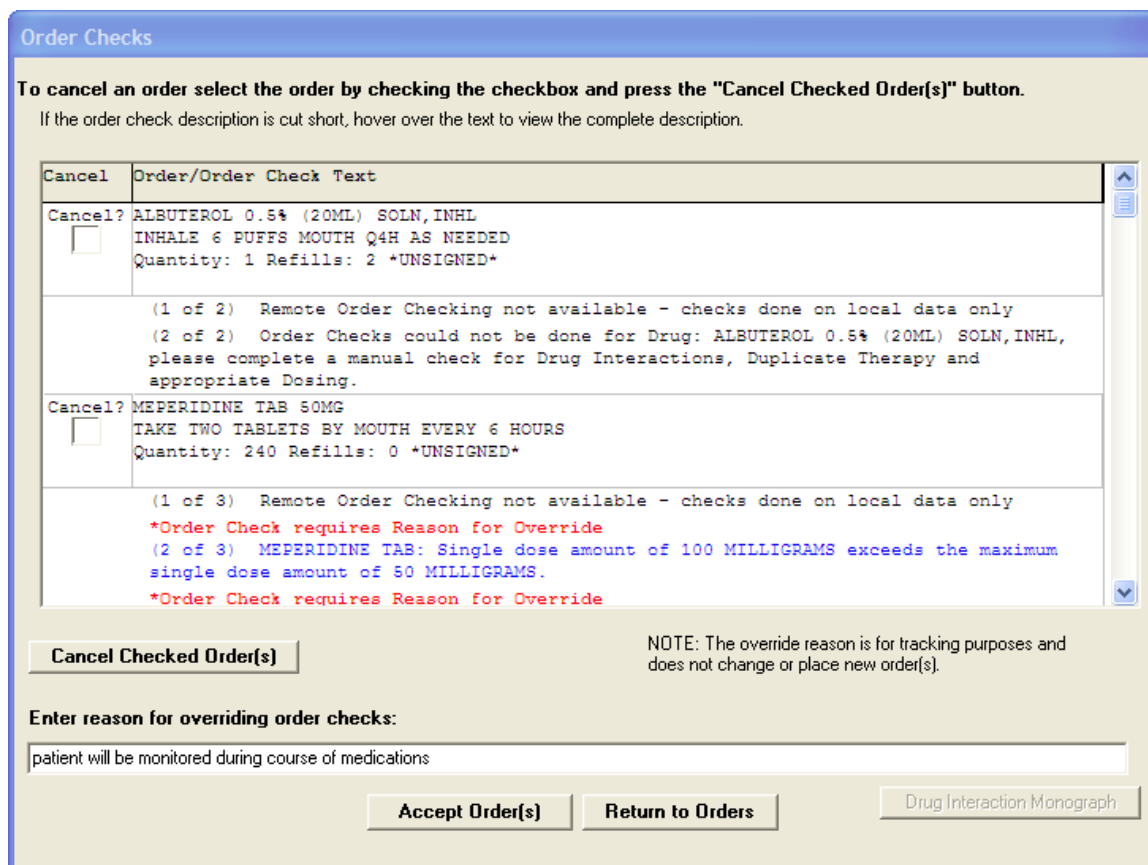 Order Checks
To cancel an order select the order by checking the checkbox and press the "Cancel Checked Order(s)" button.
If the order check description is cut short, hover over the text to view the complete description.
Cancel Order/Order Check Text
Cancel? ALBUTEROL 0.5% (20ML) SOLN,INHL
INHALE 6 PUFFS MOUTH Q4H AS NEEDED
Quantity: 1 Refills: 2 *UNSIGNED*
(1 of 2) Remote Order Checking not available - checks done on local data only
(2 of 2) Order Checks could not be done for Drug: ALBUTEROL 0.5% (20ML) SOLN,INHL,
please complete a manual check for Drug Interactions, Duplicate Therapy and
appropriate Dosing.
Cancel? MEPERIDINE TAB 50MG
TAKE TWO TABLETS BY MOUTH EVERY 6 HOURS
Quantity: 240 Refills: 0 *UNSIGNED*
(1 of 3) Remote Order Checking not available - checks done on local data only
*Order Check requires Reason for Override
(2 of 3) MEPERIDINE TAB: Single dose amount of 100 MILLIGRAMS exceeds the maximum
single dose amount of 50 MILLIGRAMS.
*Order Check requires Reason for Override
Cancel Checked Order(s)
NOTE: The override reason is for tracking purposes and
does not change or place new order(s).
Enter reason for overriding order checks:
patient will be monitored during course of medications
Accept Order(s)
Return to Orders
Drug Interaction Monograph